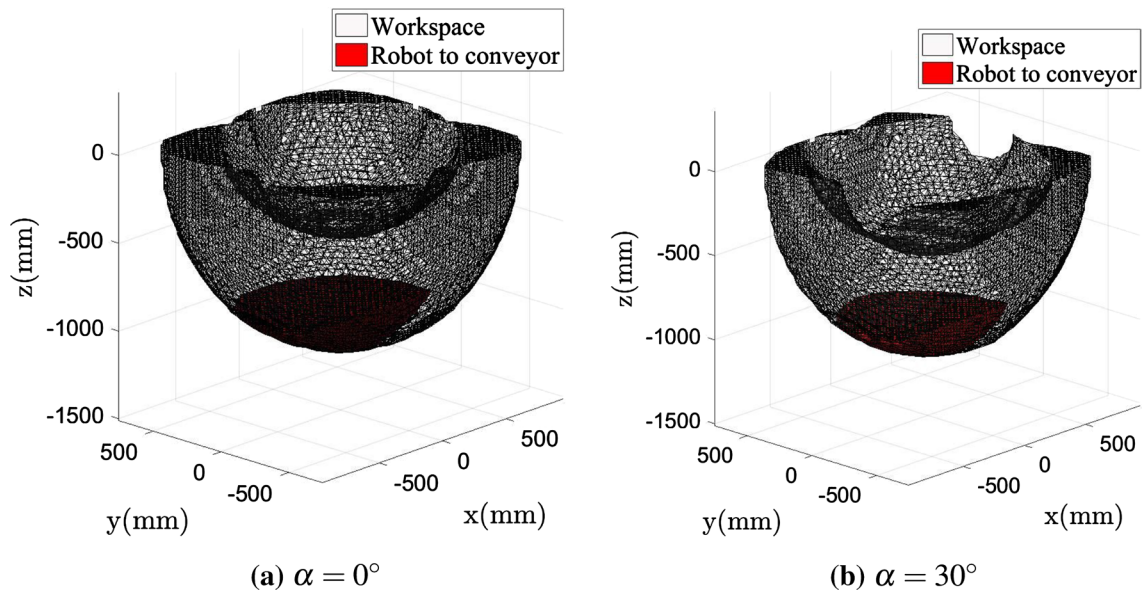 Workspace
Robot to conveyor
0
-500
-1000
-1500
z(mm)
500
0
-500
y(mm)
-500
0
500
x(mm)
(a) α = 0°
Workspace
Robot to conveyor
0
-500
-1000
-1500
z(mm)
500
0
-500
y(mm)
-500
0
500
x(mm)
(b) α = 30°